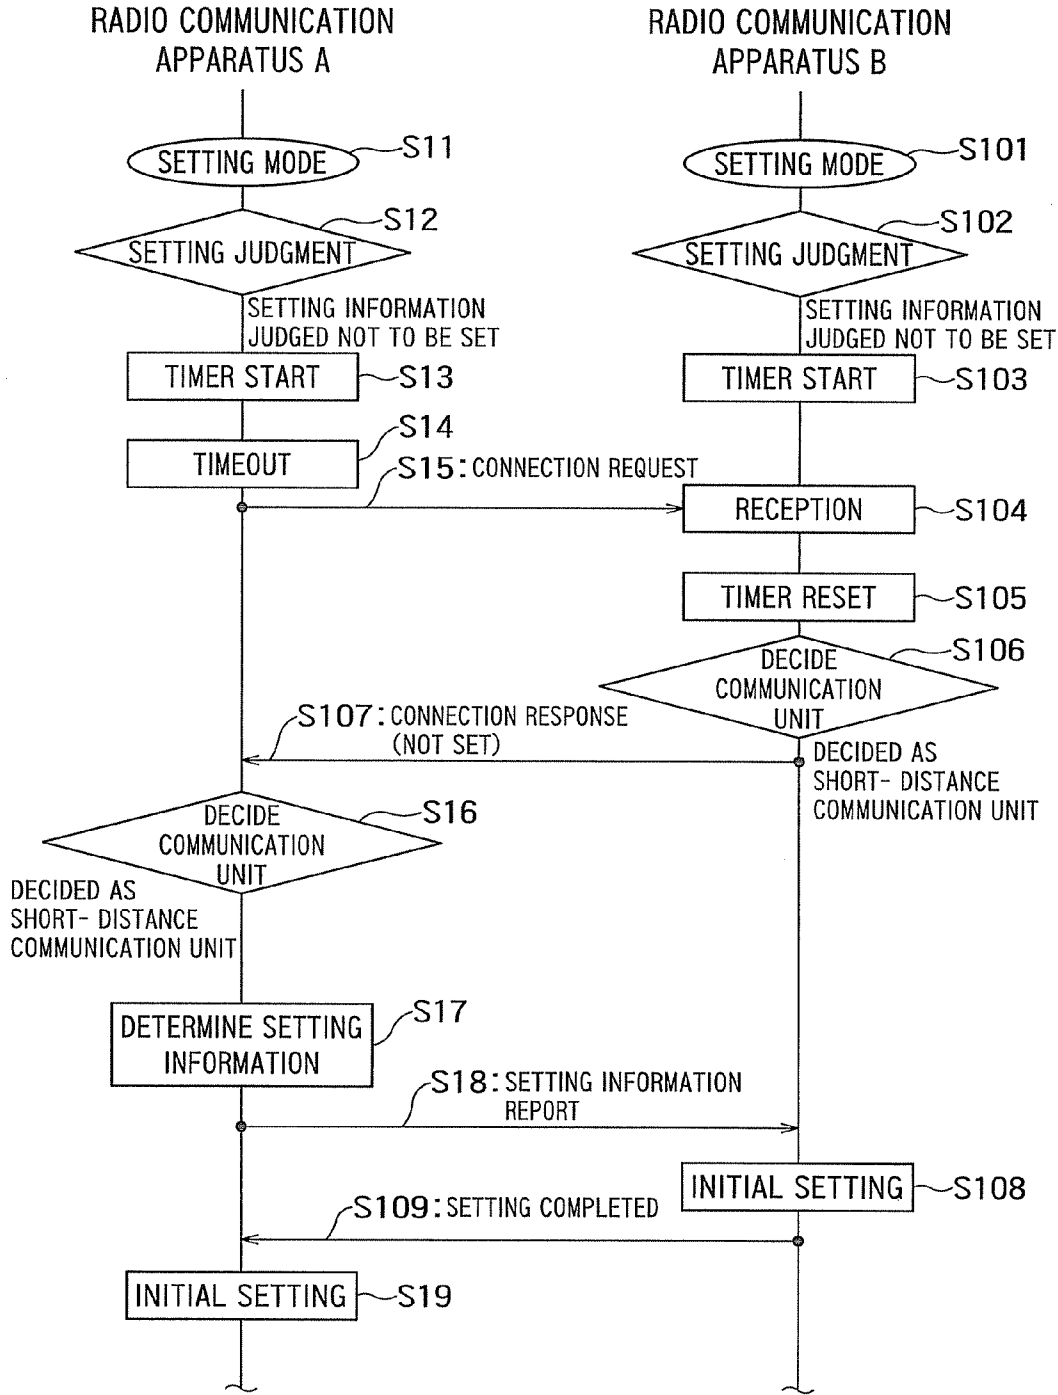 RADIO COMMUNICATION
APPARATUS A
RADIO COMMUNICATION
APPARATUS B
SETTING MODE
S11
SETTING MODE
S101
SETTING JUDGMENT
S12
SETTING JUDGMENT
S102
SETTING INFORMATION
JUDGED NOT TO BE SET
SETTING INFORMATION
JUDGED NOT TO BE SET
TIMER START
S13
TIMER START
S103
TIMEOUT
S14
S15: CONNECTION REQUEST
RECEPTION
S104
TIMER RESET
S105
DECIDE
COMMUNICATION
UNIT
S106
S107: CONNECTION RESPONSE
(NOT SET)
DECIDED AS
SHORT- DISTANCE
COMMUNICATION UNIT
DECIDE
COMMUNICATION
UNIT
S16
DECIDED AS
SHORT- DISTANCE
COMMUNICATION UNIT
DETERMINE SETTING
INFORMATION
S17
S18: SETTING INFORMATION
REPORT
INITIAL SETTING
S108
S109: SETTING COMPLETED
INITIAL SETTING
S19